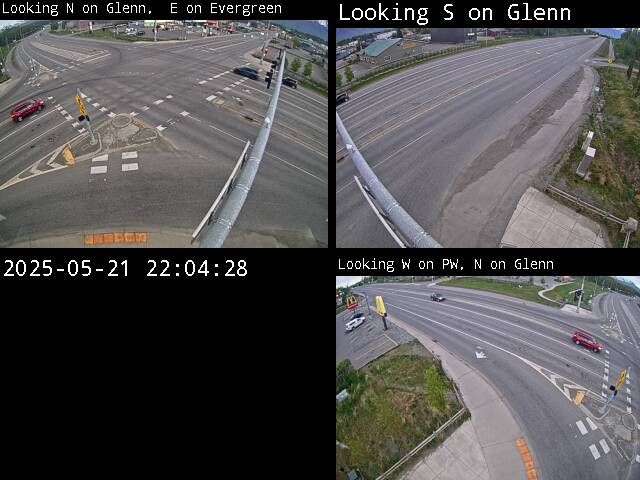 Looking N on Glenn,  E on Evergreen
Looking S on Glenn
2025-05-21 22:04:28
Looking W on PW, N on Glenn